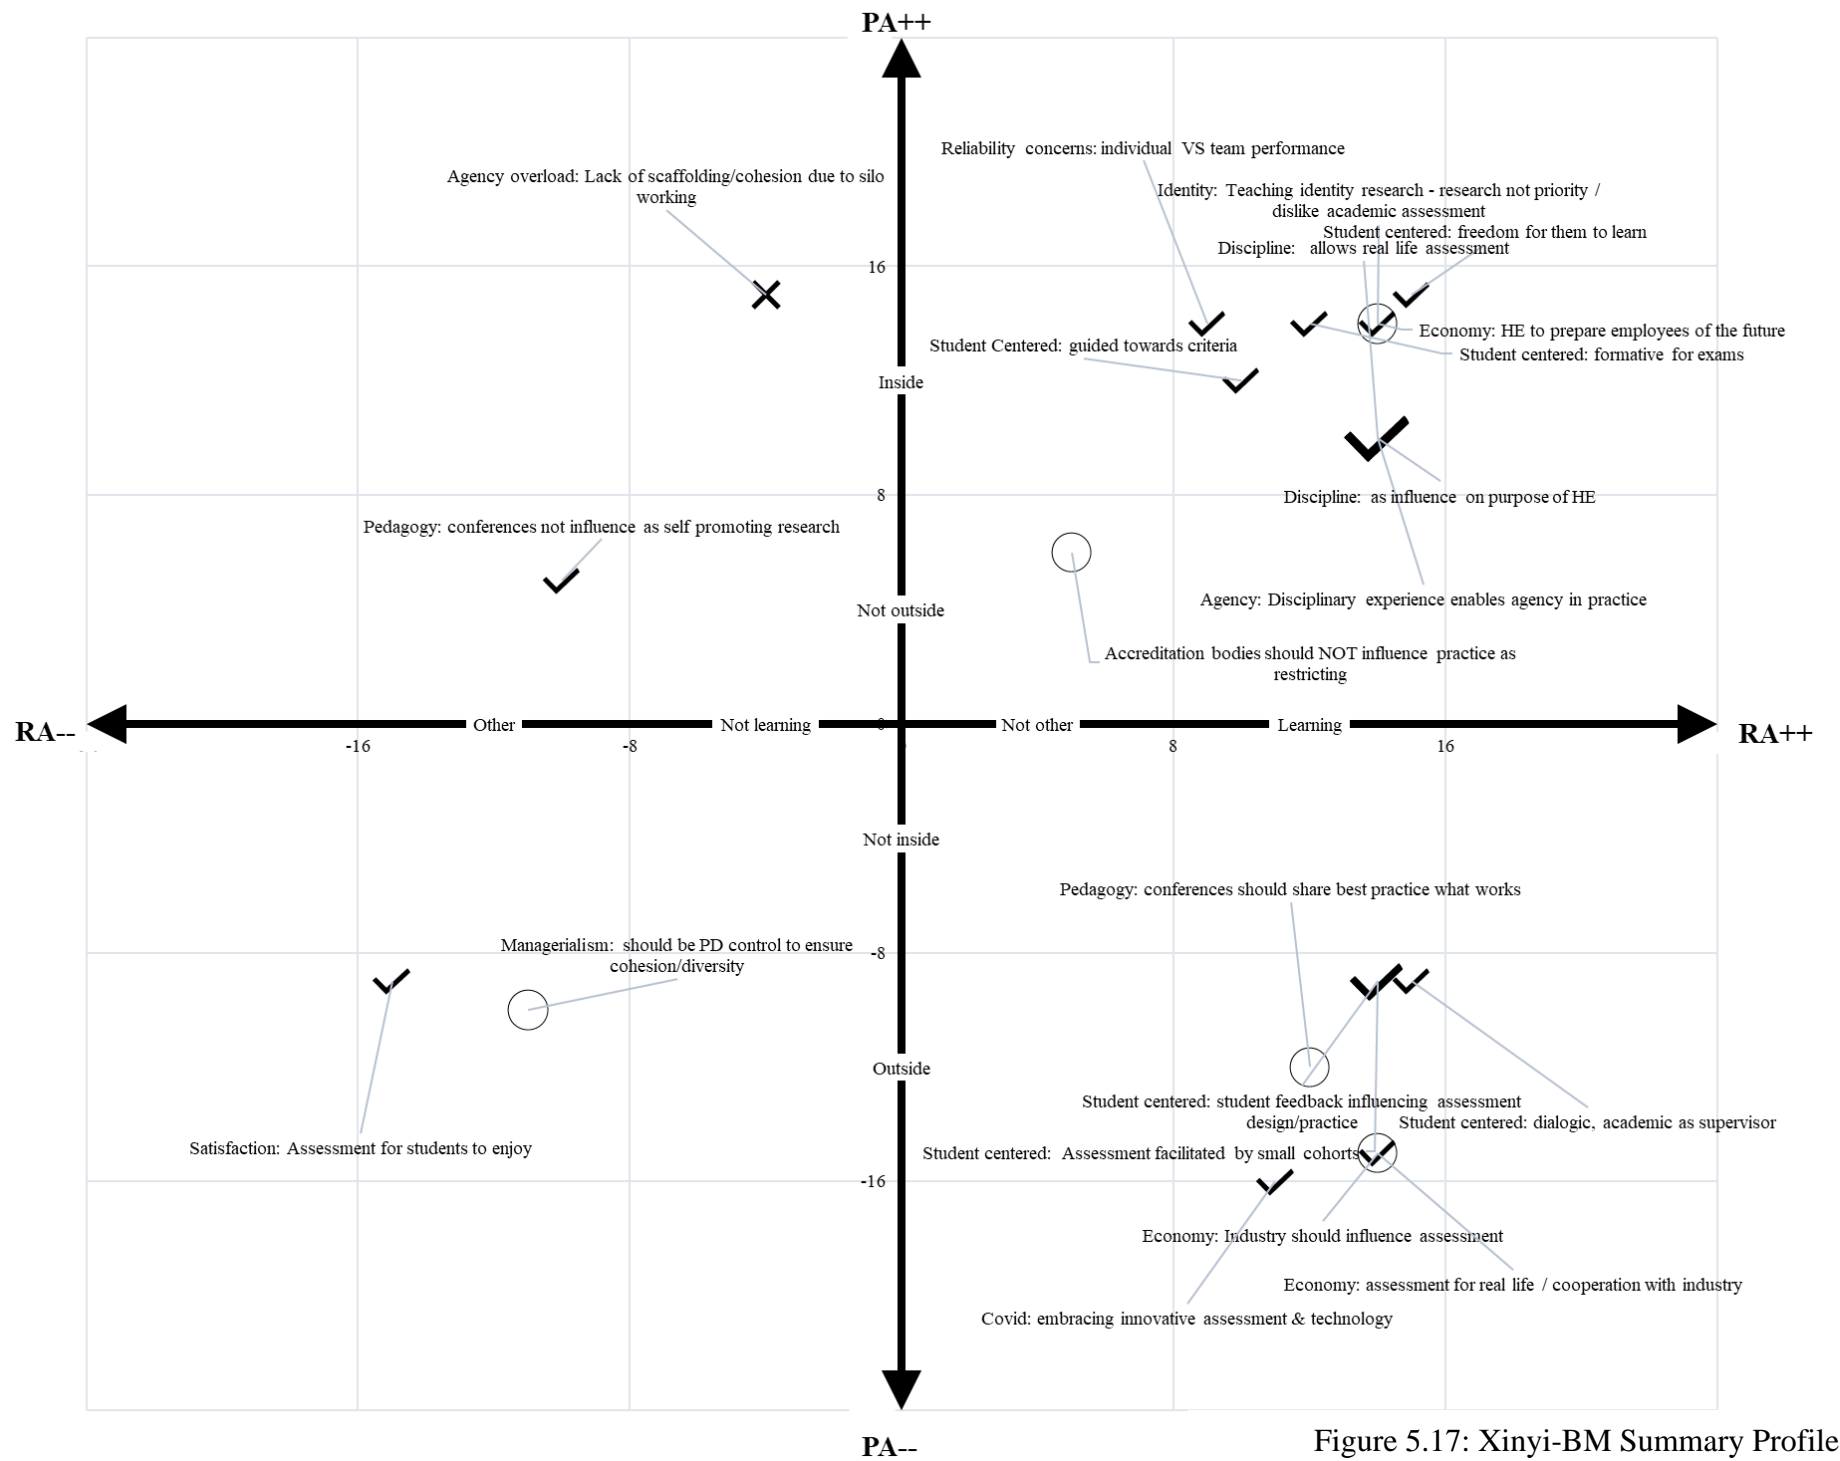 PA++
Reliability concerns: individual VS team performance
Agency overload: Lack of scaffolding/cohesion due to silo
working
Identity: Teaching identity research - research not priority /
dislike academic assessment
Student centered: freedom for them to learn
Discipline: allows real life assessment
16
Economy: HE to prepare employees of the future
Student Centered: guided towards criteria
Student centered: formative for exams
Inside
8
Discipline: as influence on purpose of HE
Pedagogy: conferences not influence as self promoting research
Agency: Disciplinary experience enables agency in practice
Not outside
Accreditation bodies should NOT influence practice as
restricting
RA--
Other
Not learning
Not other
Learning
RA++
-16
-8
8
16
Not inside
Pedagogy: conferences should share best practice what works
Managerialism: should be PD control to ensure
cohesion/diversity
-8
Outside
Student centered: student feedback influencing assessment
design/practice
Student centered: dialogic, academic as supervisor
Satisfaction: Assessment for students to enjoy
Student centered: Assessment facilitated by small cohorts
-16
Economy: Industry should influence assessment
Economy: assessment for real life / cooperation with industry
Covid: embracing innovative assessment & technology
PA--
Figure 5.17: Xinyi-BM Summary Profile